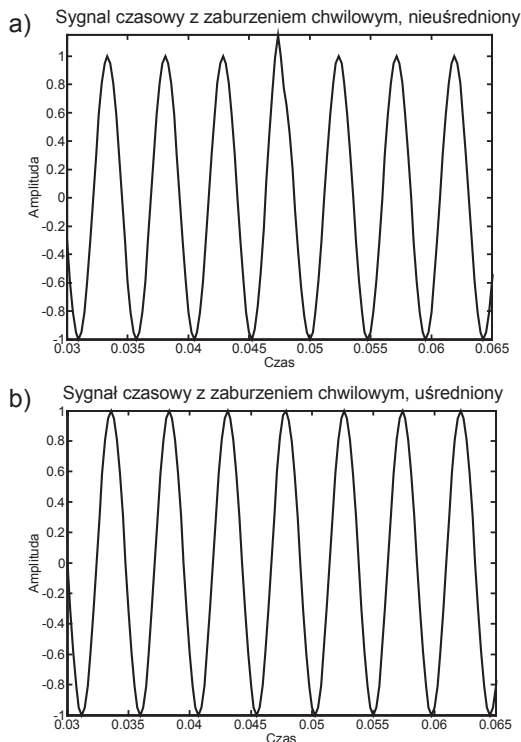 a) Sygnal czasowy z zaburzeniem chwilowym, nieuśredniony
1
0.8
0.6
0.4
0.2
0
-0.2
-0.4
-0.6
-0.8
-1
Amplituda
0.03 0.035 0.04 0.045 0.05 0.055 0.06 0.065
Czas
b) Sygnał czasowy z zaburzeniem chwilowym, uśredniony
1
0.8
0.6
0.4
0.2
0
-0.2
-0.4
-0.6
-0.8
-1
Amplituda
0.03 0.035 0.04 0.045 0.05 0.055 0.06 0.065
Czas